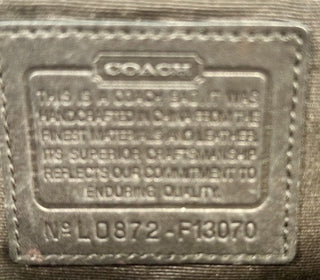 COACH
THIS IS A COACH BAG. IT WAS
HANDCRAFTED IN CHINA FROM THE
FINEST MATERIALS AND LEATHER.
ITS SUPERIOR CRAFTSMANSHIP
REFLECTS OUR COMMITMENT TO
ENDURING QUALITY.
Nº L0872-F13070